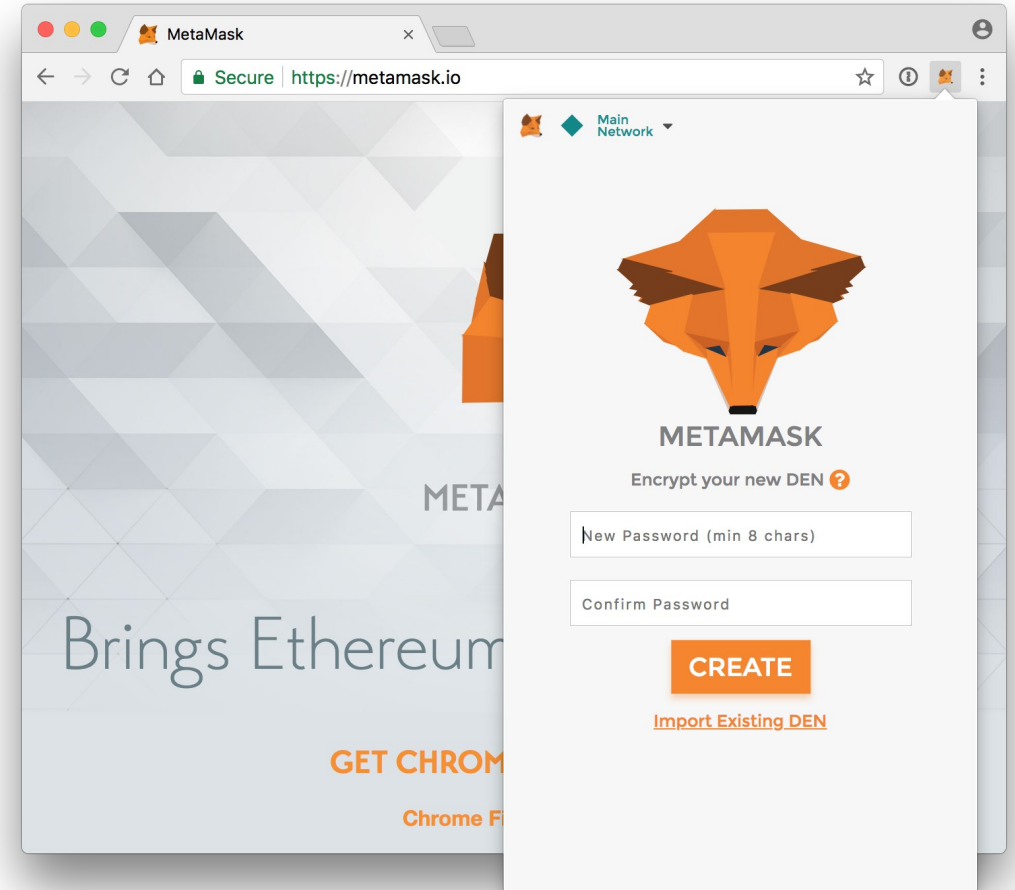 MetaMask
Secure
https://metamask.io
Main
Network
METAMASK
Encrypt your new DEN ?
New Password (min 8 chars)
Confirm Password
CREATE
Import Existing DEN
META
Brings Ethereum
GET CHROM
Chrome Fi